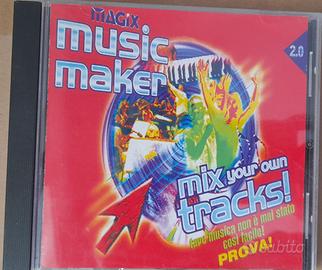 MAGIX
music
maker
2.0
mix your own
tracks!
fare musica non è mai stato
così facile!
PROVA!
subito